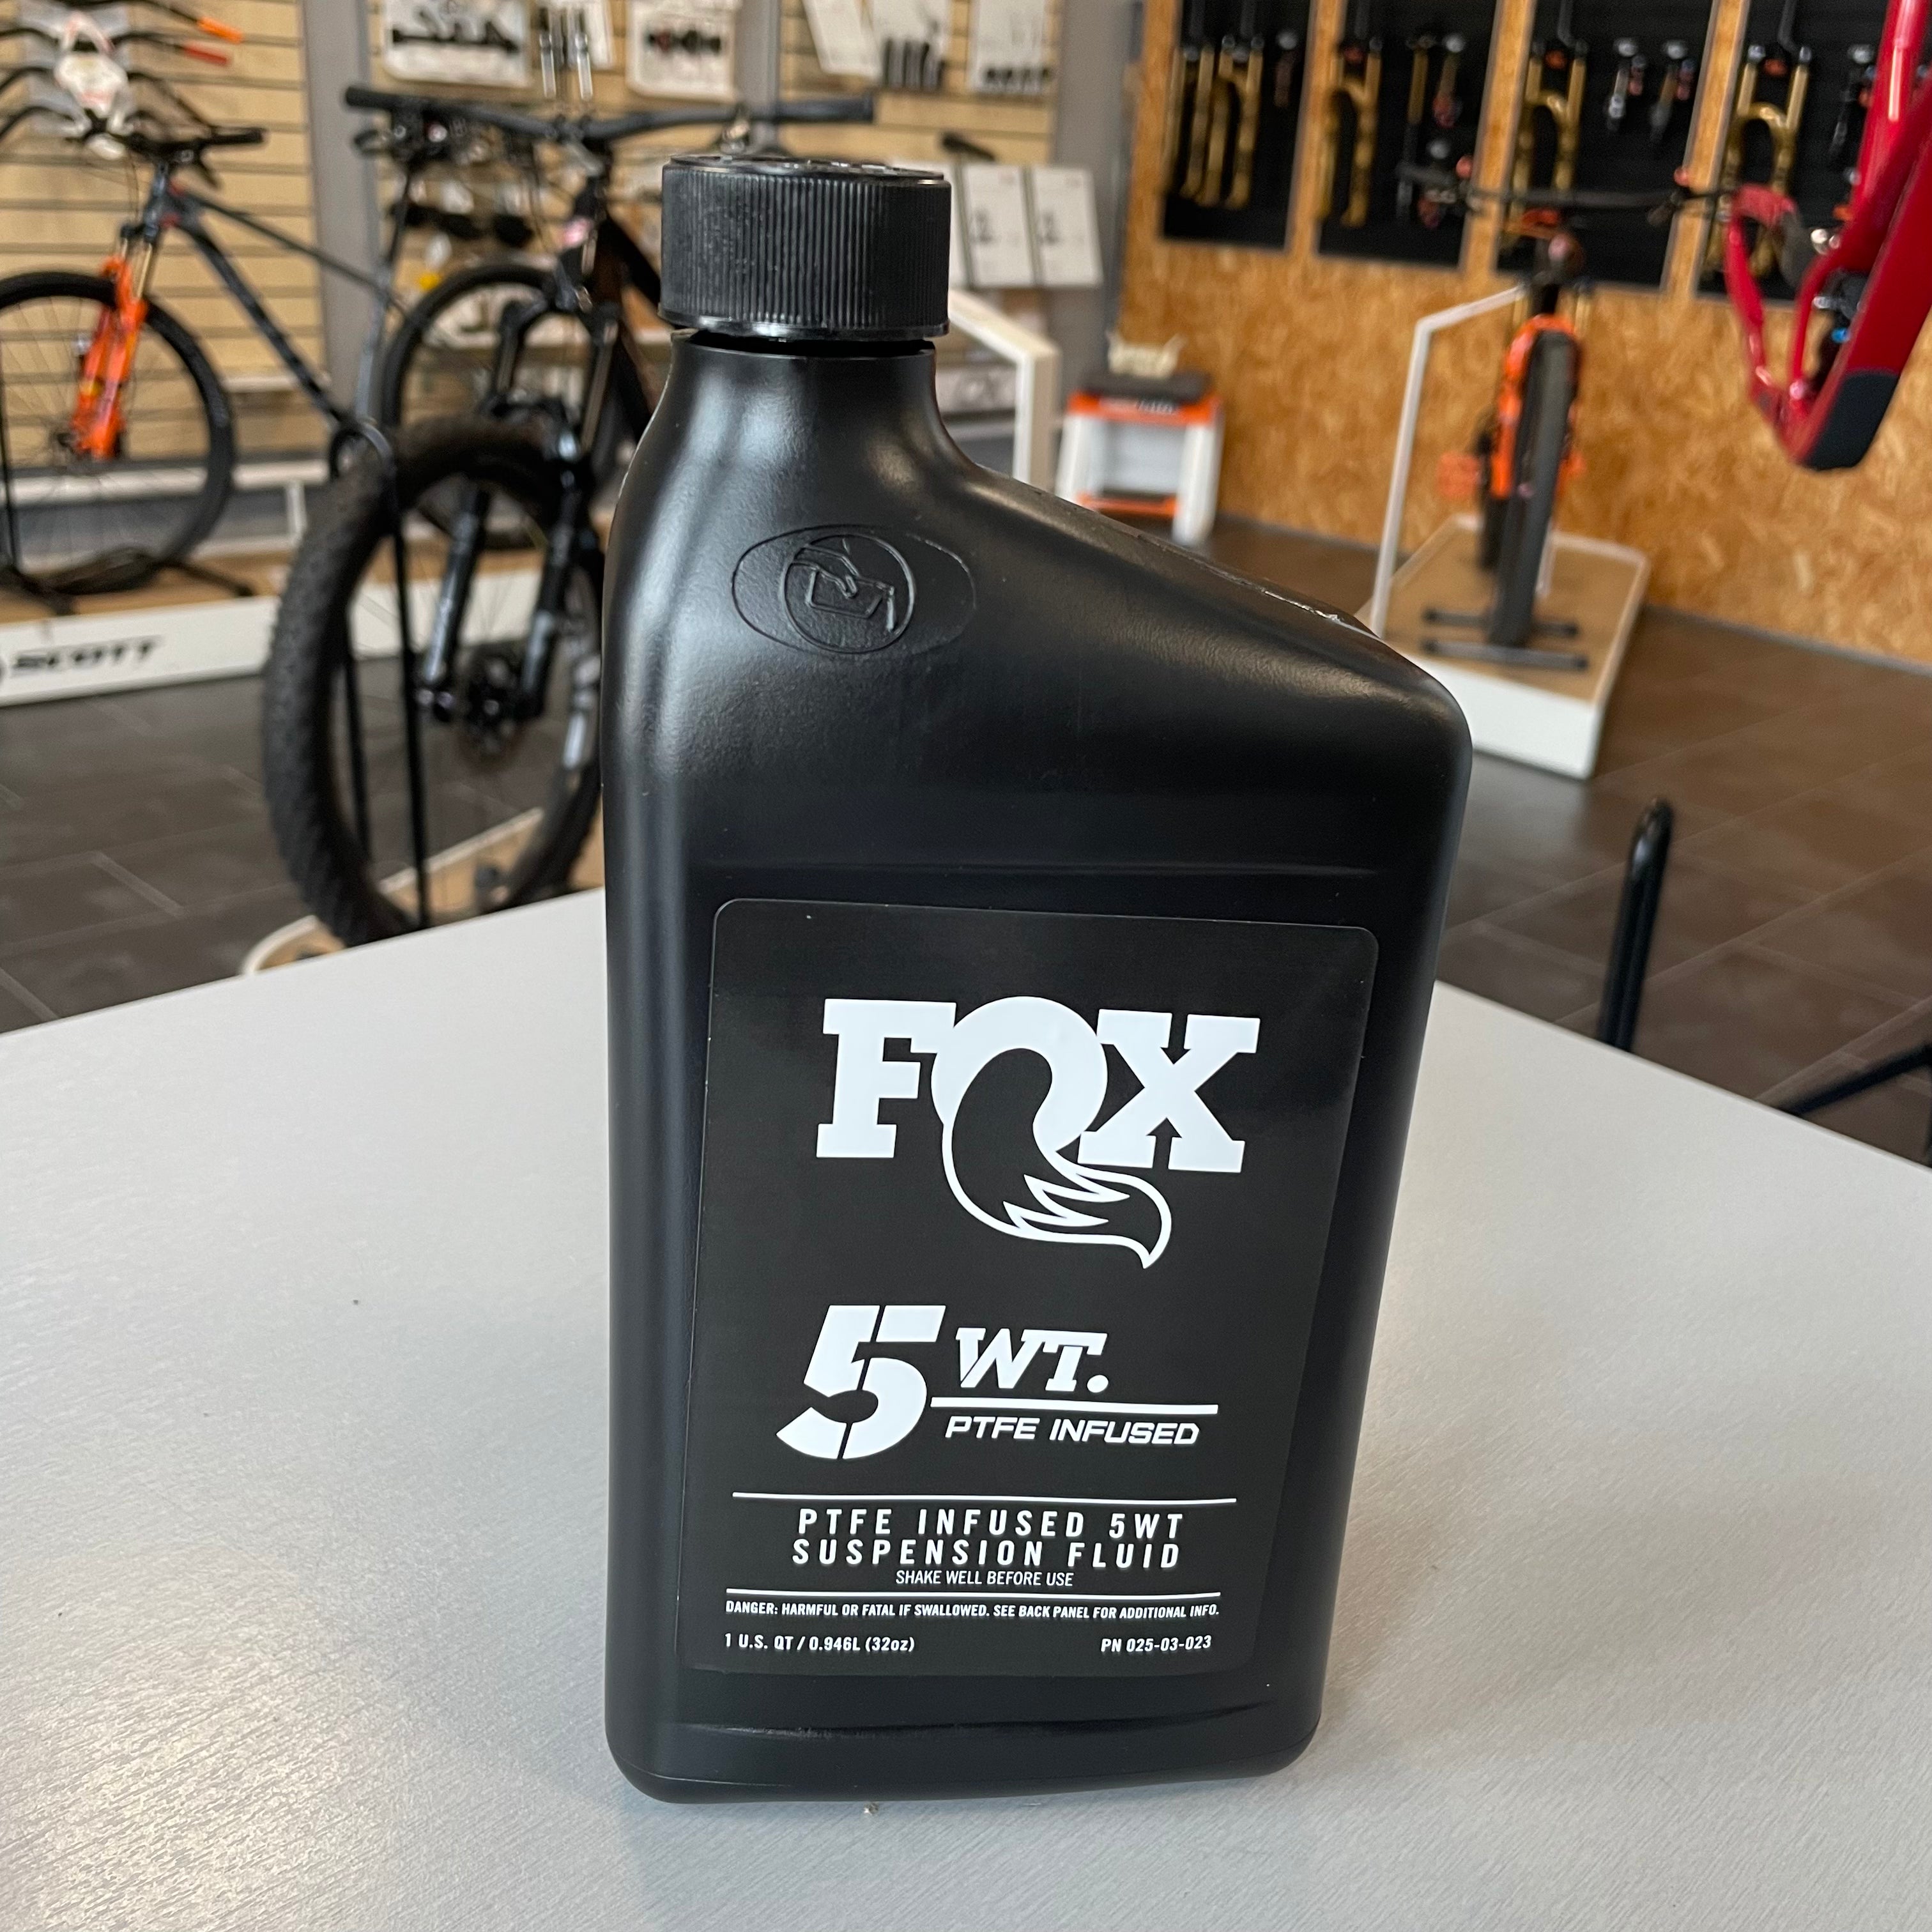 SCOTT
FOX
5 WT.
PTFE INFUSED
PTFE INFUSED 5WT
SUSPENSION FLUID
SHAKE WELL BEFORE USE
DANGER: HARMFUL OR FATAL IF SWALLOWED. SEE BACK PANEL FOR ADDITIONAL INFO.
1 U.S. QT / 0.946L (32oz) PN 025-03-023